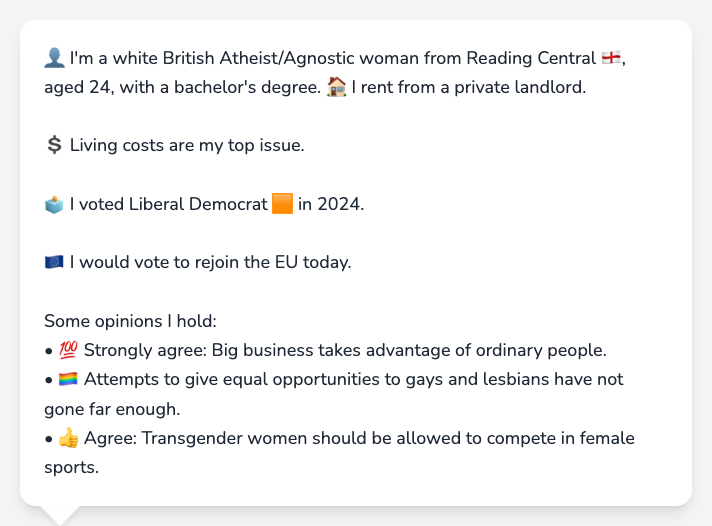 👤 I'm a white British Atheist/Agnostic woman from Reading Central 🏴󠁧󠁢󠁥󠁮󠁧󠁿,
aged 24, with a bachelor's degree. 🏠 I rent from a private landlord.
💲 Living costs are my top issue.
🗳️ I voted Liberal Democrat 🟧 in 2024.
🇪🇺 I would vote to rejoin the EU today.
Some opinions I hold:
• 💯 Strongly agree: Big business takes advantage of ordinary people.
• 🏳️‍🌈 Attempts to give equal opportunities to gays and lesbians have not
gone far enough.
• 👍 Agree: Transgender women should be allowed to compete in female
sports.